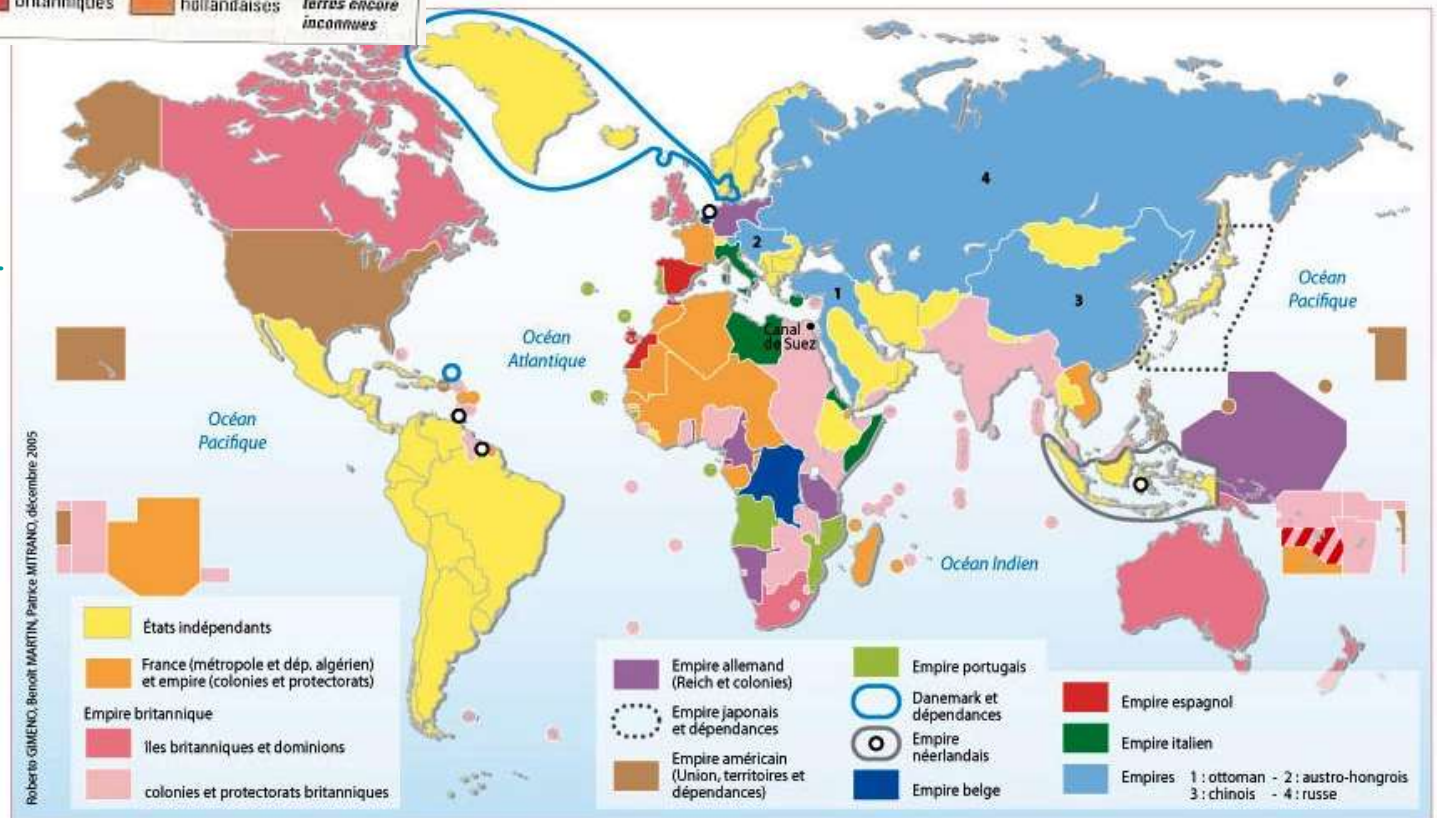 britanniques
hollandaises
terres encore
inconnues
4
2
1
3
Océan
Pacifique
Océan
Atlantique
Canal
de Suez
Océan
Pacifique
Océan Indien
Roberto GIMENO, Benoît MARTIN, Patrice MITRANO, décembre 2005
États indépendants
France (métropole et dép. algérien)
et empire (colonies et protectorats)
Empire britannique
îles britanniques et dominions
colonies et protectorats britanniques
Empire allemand
(Reich et colonies)
Empire japonais
et dépendances
Empire américain
(Union, territoires et
dépendances)
Empire portugais
Danemark et
dépendances
Empire
néerlandais
Empire belge
Empire espagnol
Empire italien
Empires 1 : ottoman - 2 : austro-hongrois
3 : chinois - 4 : russe